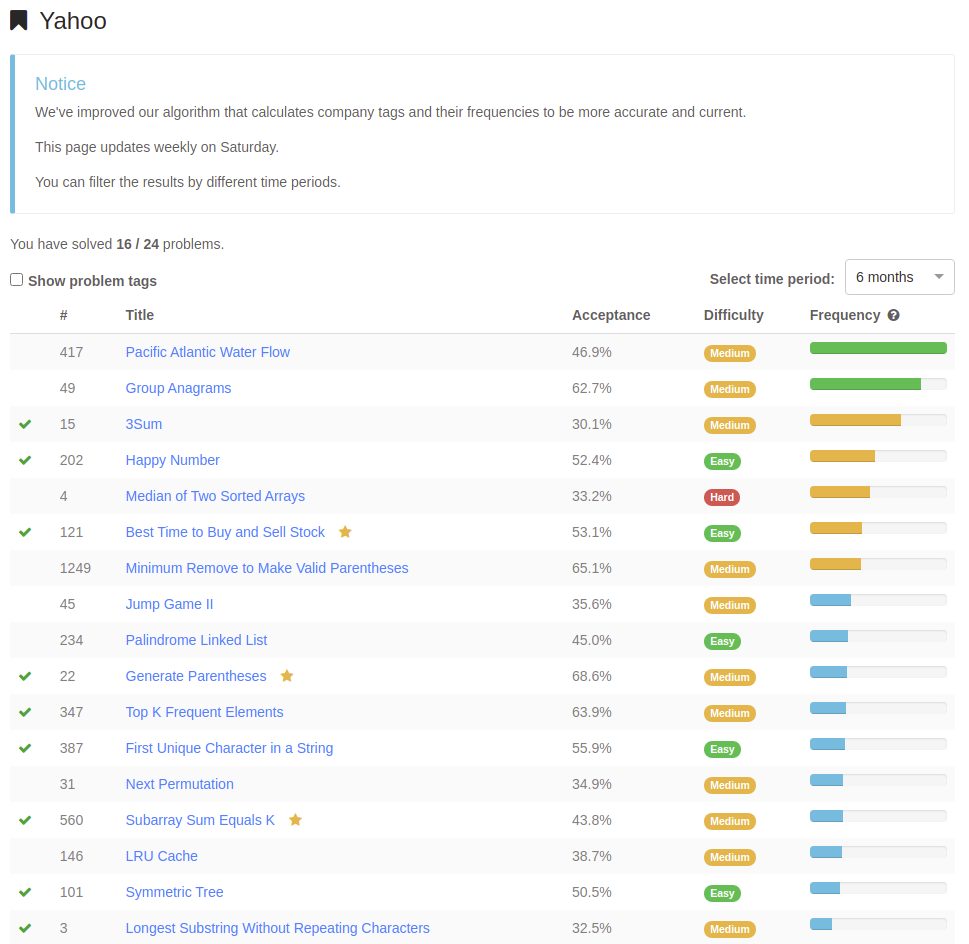 Yahoo
Notice
We've improved our algorithm that calculates company tags and their frequencies to be more accurate and current.
This page updates weekly on Saturday.
You can filter the results by different time periods.
You have solved 16 / 24 problems.
Show problem tags Select time period: 6 months
# Title Acceptance Difficulty Frequency ?
417 Pacific Atlantic Water Flow 46.9% Medium
49 Group Anagrams 62.7% Medium
15 3Sum 30.1% Medium
202 Happy Number 52.4% Easy
4 Median of Two Sorted Arrays 33.2% Hard
121 Best Time to Buy and Sell Stock 53.1% Easy
1249 Minimum Remove to Make Valid Parentheses 65.1% Medium
45 Jump Game II 35.6% Medium
234 Palindrome Linked List 45.0% Easy
22 Generate Parentheses 68.6% Medium
347 Top K Frequent Elements 63.9% Medium
387 First Unique Character in a String 55.9% Easy
31 Next Permutation 34.9% Medium
560 Subarray Sum Equals K 43.8% Medium
146 LRU Cache 38.7% Medium
101 Symmetric Tree 50.5% Easy
3 Longest Substring Without Repeating Characters 32.5% Medium